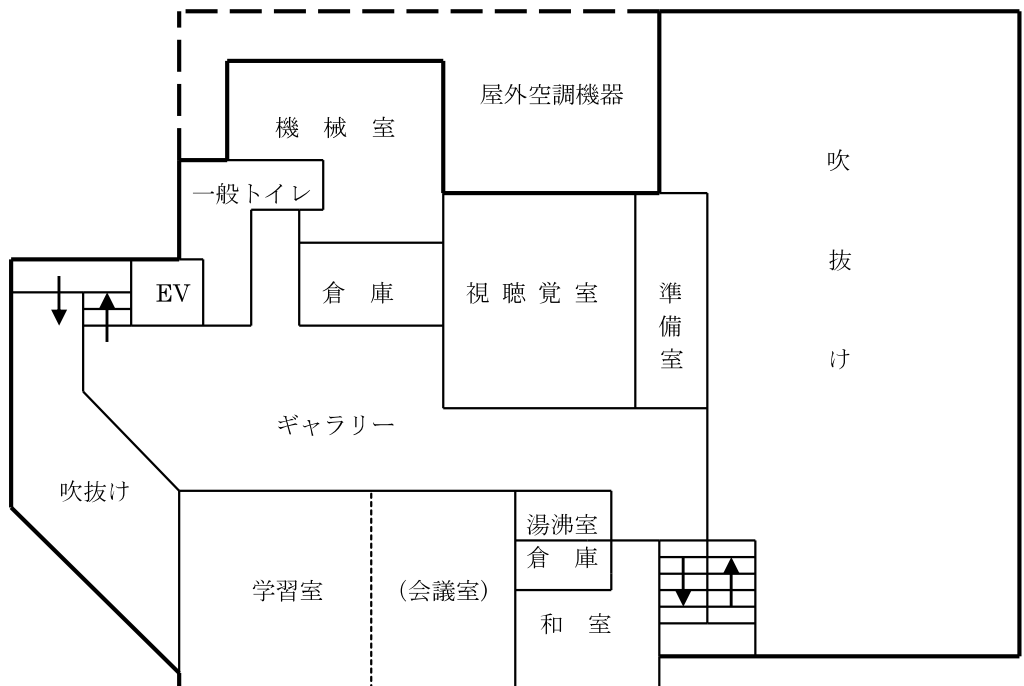 屋外空調機器
機 械 室
吹抜け
一般トイレ
EV
倉 庫
視 聴 覚 室
準備室
ギャラリー
吹抜け
湯沸室
倉 庫
学習室
(会議室)
和 室